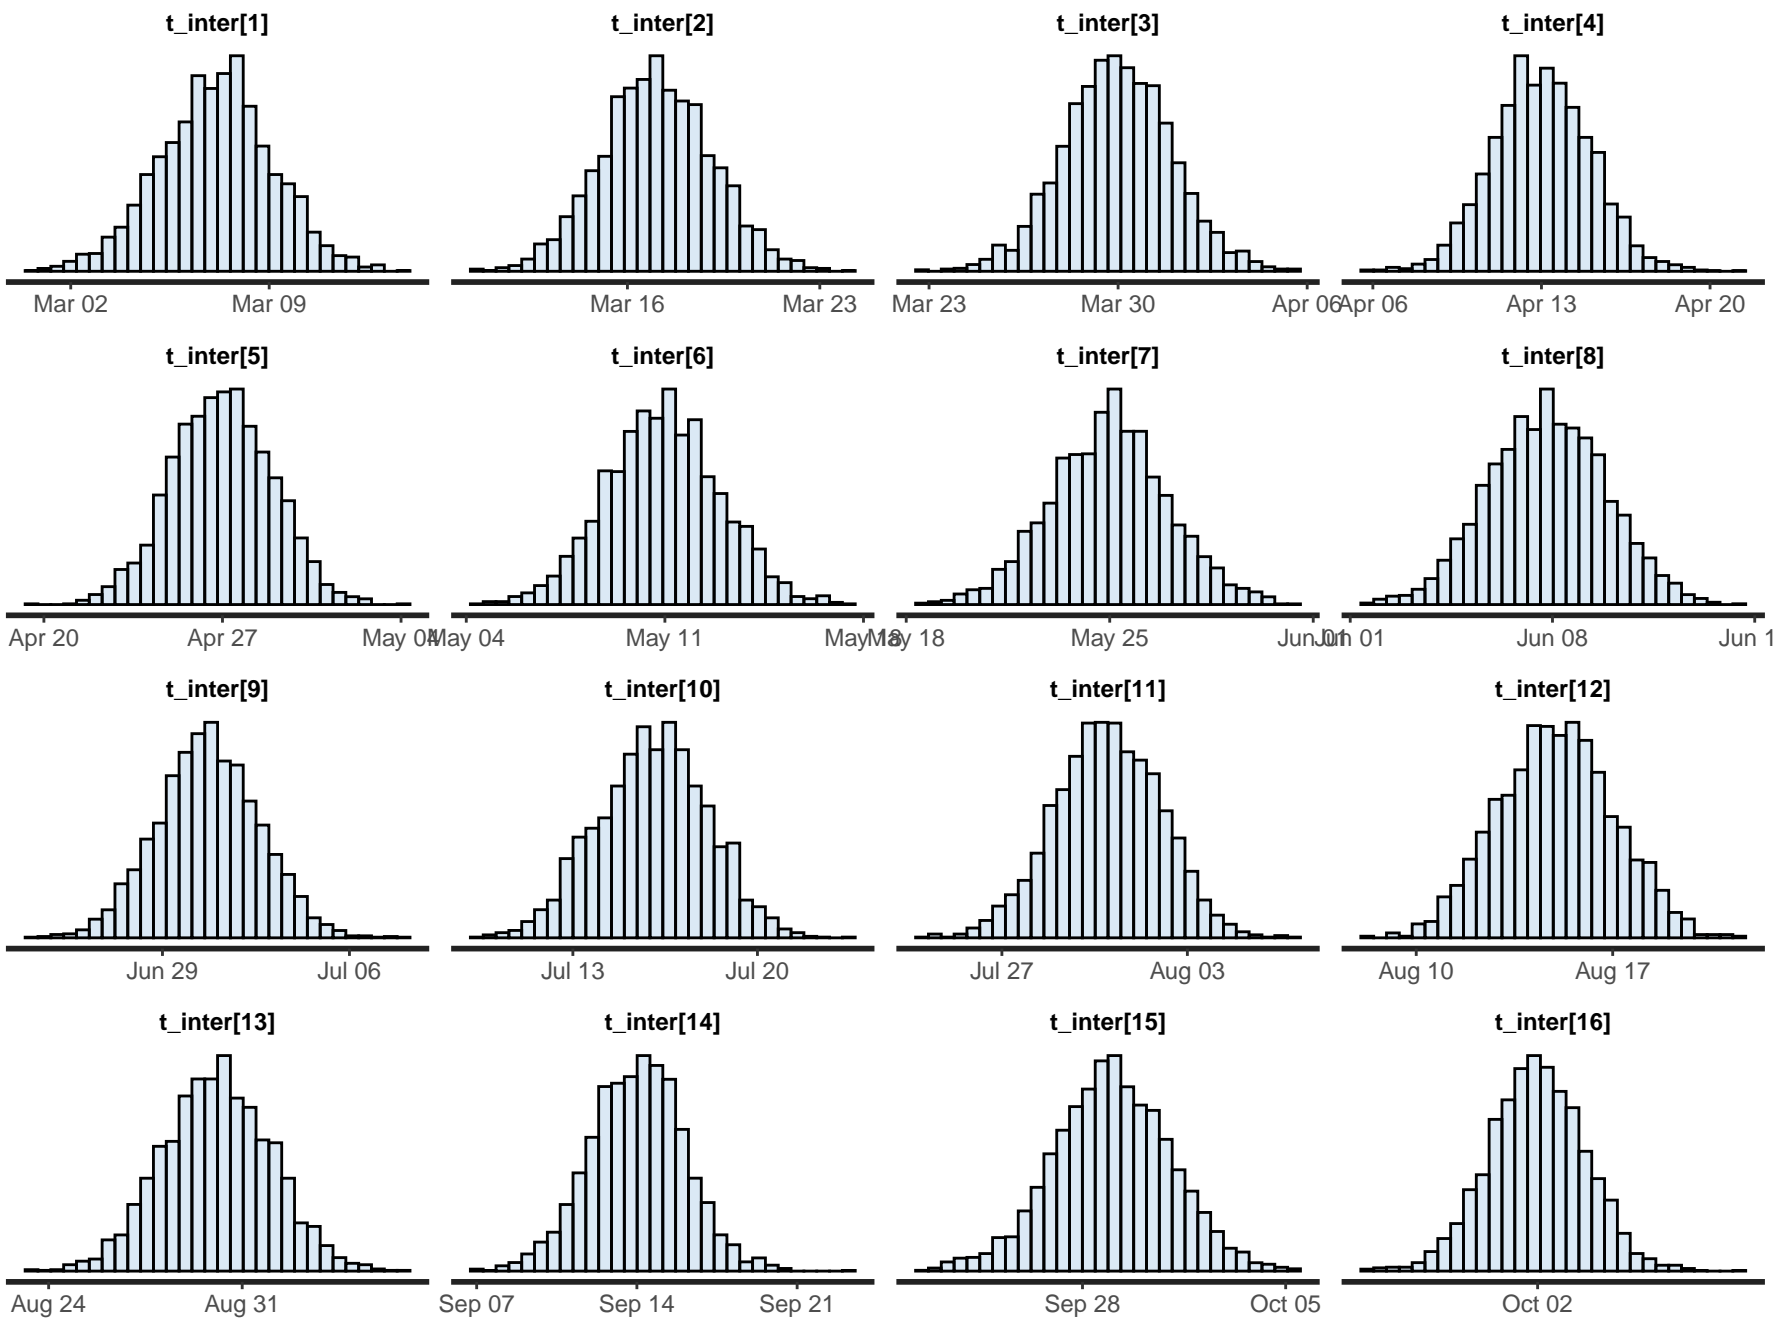 t_inter[1] t_inter[2] t_inter[3] t_inter[4]
Mar 02 Mar 09 Mar 16 Mar 23 Mar 23 Mar 30 Apr 06 Apr 06 Apr 13 Apr 20
t_inter[5] t_inter[6] t_inter[7] t_inter[8]
Apr 20 Apr 27 May 04 May 04 May 11 May 18 May 18 May 25 Jun 01 Jun 01 Jun 08 Jun 1
t_inter[9] t_inter[10] t_inter[11] t_inter[12]
Jun 29 Jul 06 Jul 13 Jul 20 Jul 27 Aug 03 Aug 10 Aug 17
t_inter[13] t_inter[14] t_inter[15] t_inter[16]
Aug 24 Aug 31 Sep 07 Sep 14 Sep 21 Sep 28 Oct 05 Oct 02